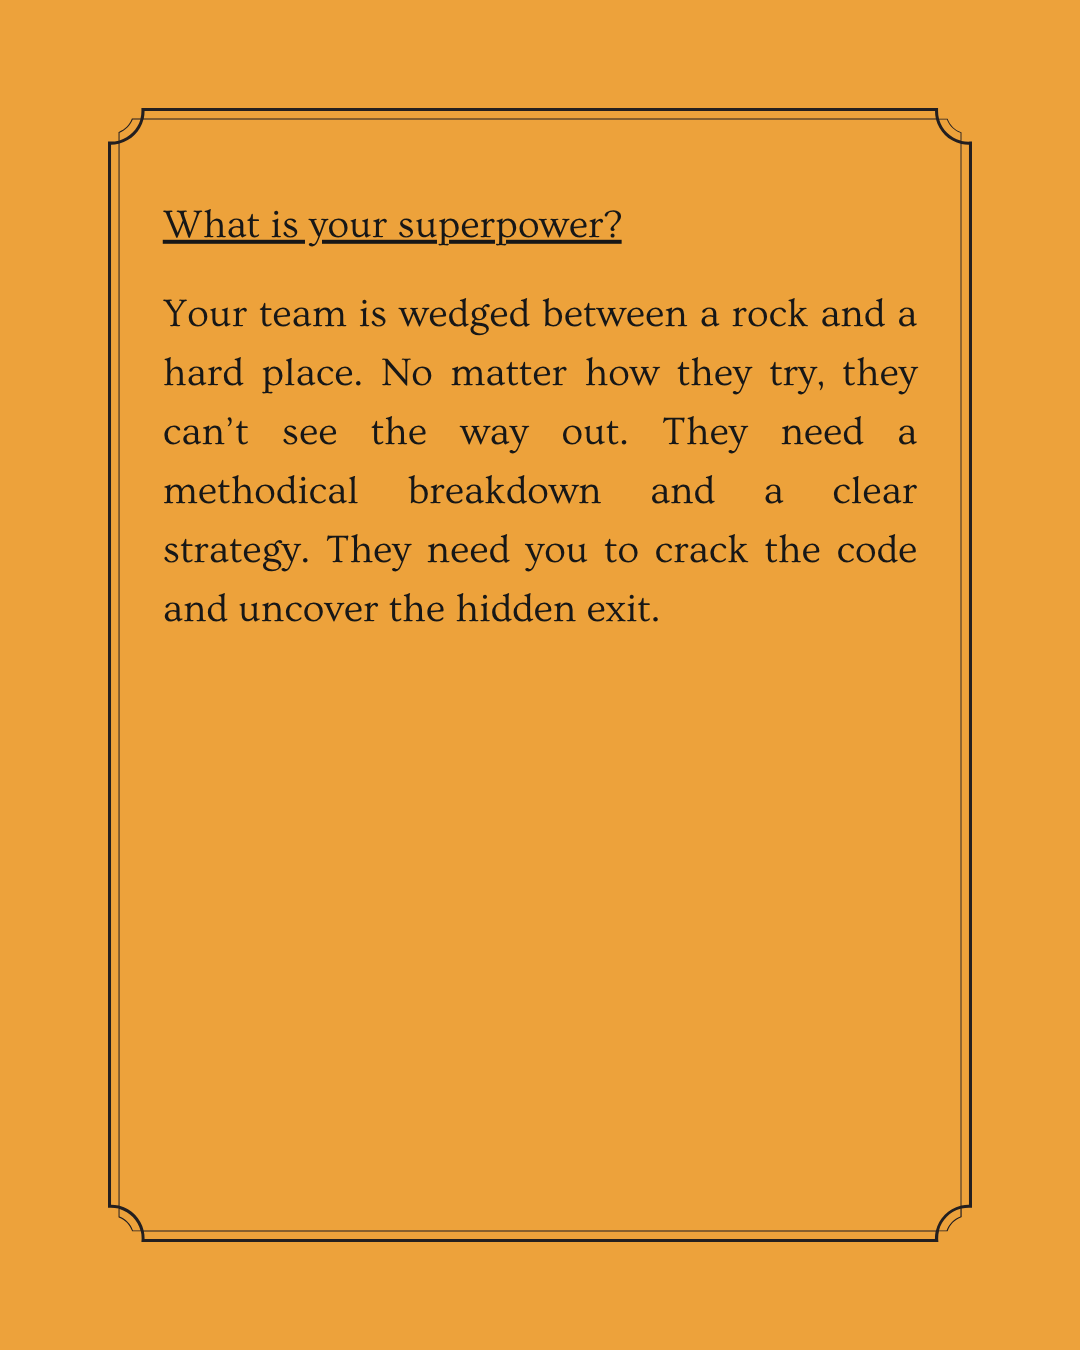 What is your superpower?
Your team is wedged between a rock and a
hard place. No matter how they try, they
can’t see the way out. They need a
methodical breakdown and a clear
strategy. They need you to crack the code
and uncover the hidden exit.